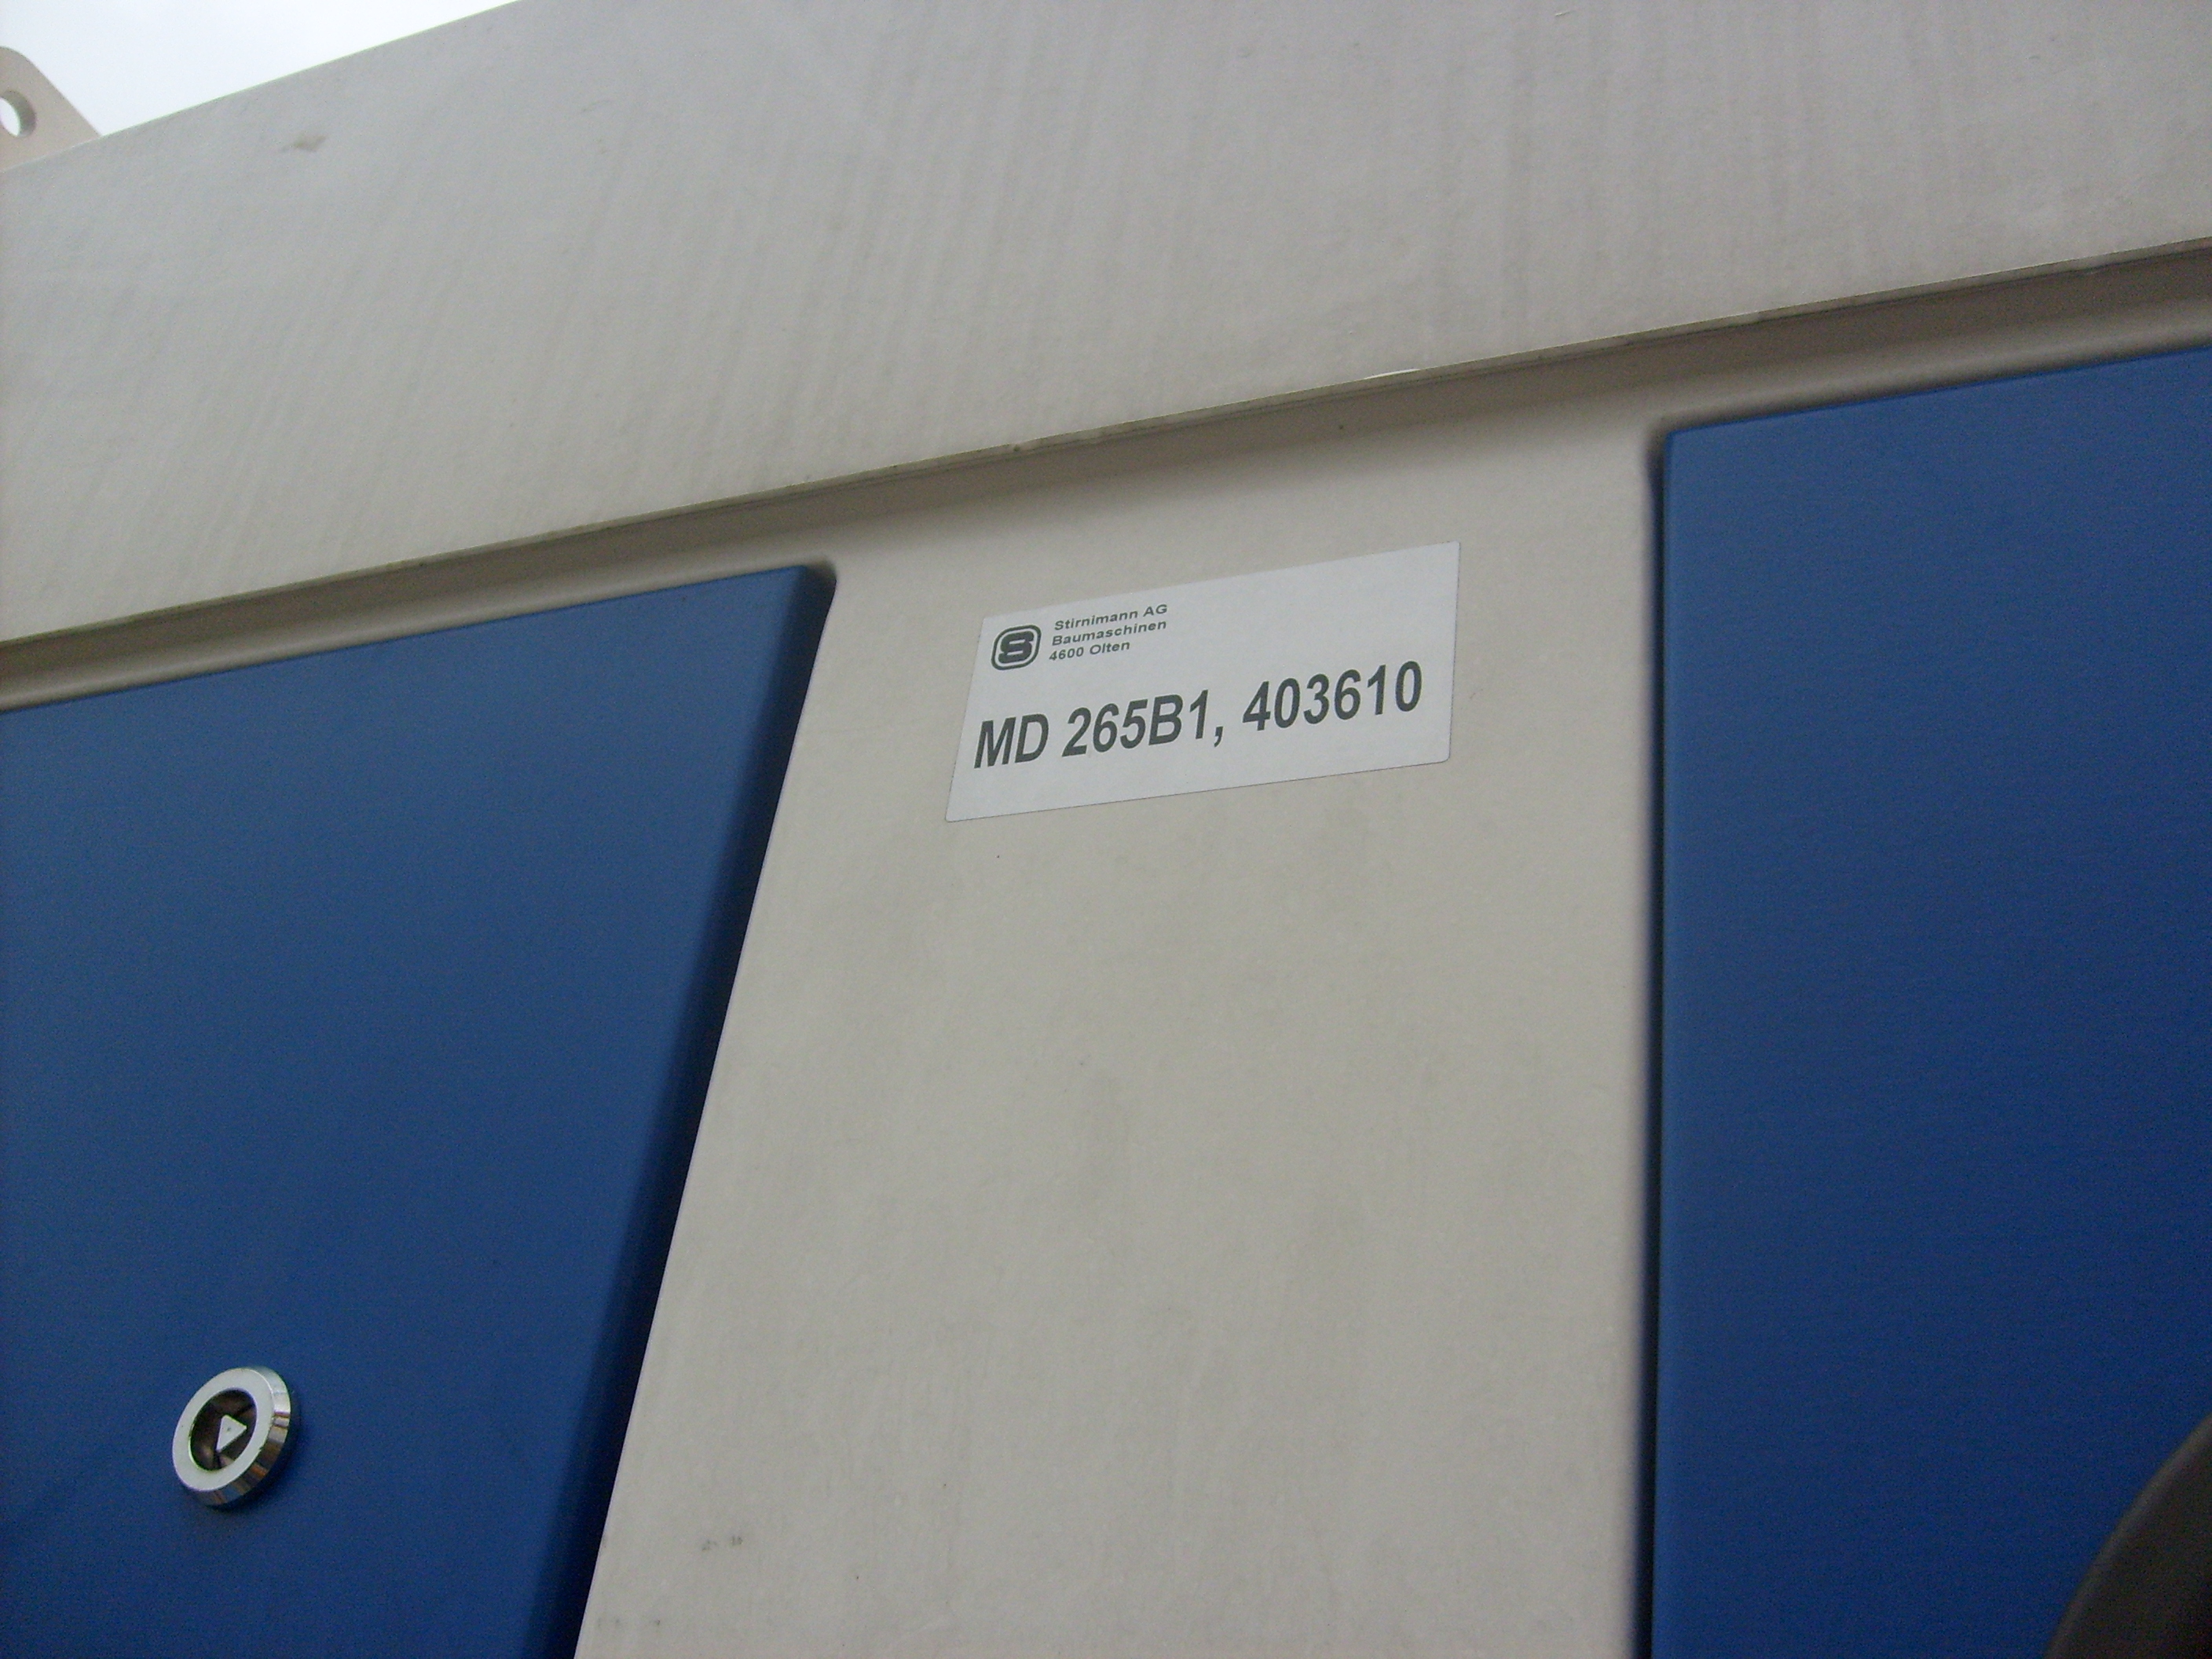 Stirnimann AG
Baumaschinen
4600 Olten
MD 265B1, 403610